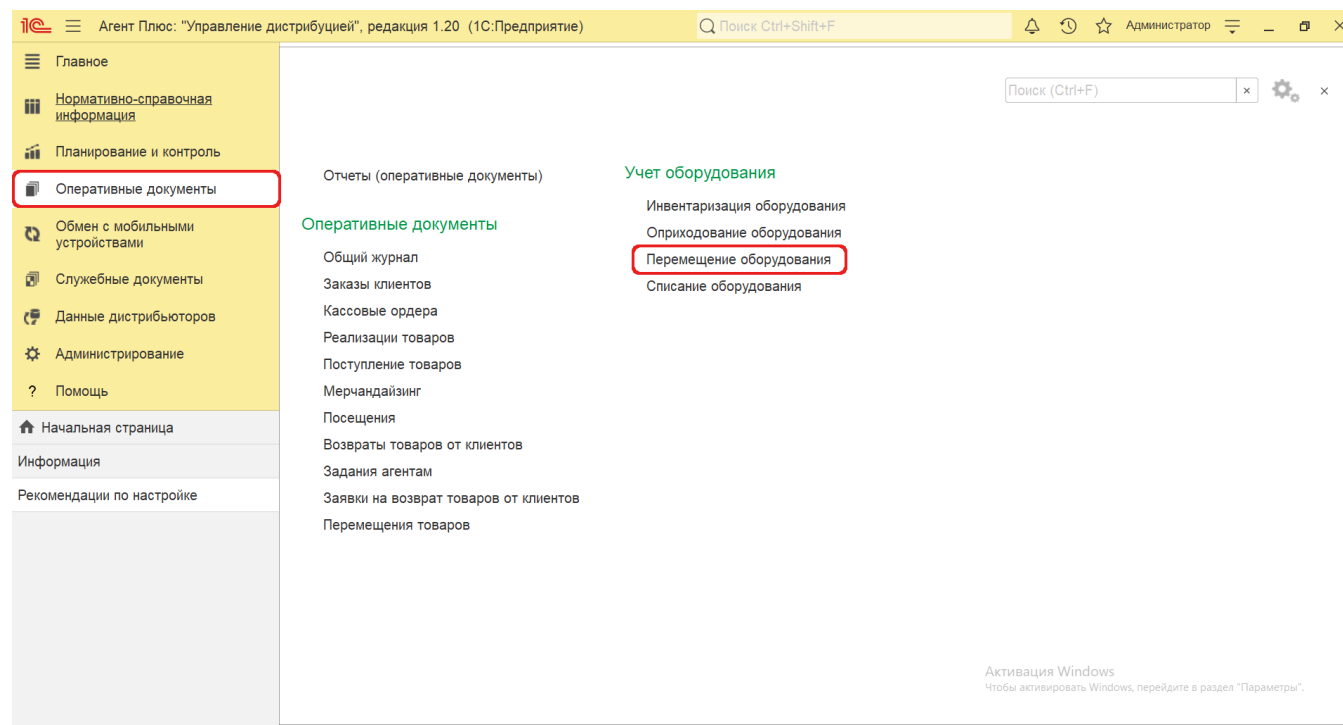 1С Агент Плюс: "Управление дистрибуцией", редакция 1.20 (1С:Предприятие) Поиск Ctrl+Shift+F Администратор
Главное
Нормативно-справочная
информация
Планирование и контроль
Оперативные документы
Обмен с мобильными
устройствами
Служебные документы
Данные дистрибьюторов
Администрирование
? Помощь
Начальная страница
Информация
Рекомендации по настройке
Поиск (Ctrl+F) ×
Отчеты (оперативные документы)
Оперативные документы
Общий журнал
Заказы клиентов
Кассовые ордера
Реализации товаров
Поступление товаров
Мерчандайзинг
Посещения
Возвраты товаров от клиентов
Задания агентам
Заявки на возврат товаров от клиентов
Перемещения товаров
Учет оборудования
Инвентаризация оборудования
Оприходование оборудования
Перемещение оборудования
Списание оборудования
Активация Windows
Чтобы активировать Windows, перейдите в раздел "Параметры".